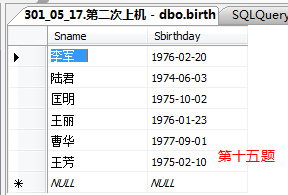 301_05_17.第二次上机 - dbo.birth SQLQuery
Sname Sbirthday
李军 1976-02-20
陆君 1974-06-03
匡明 1975-10-02
王丽 1976-01-23
曹华 1977-09-01
王芳 1975-02-10
第十五题
NULL NULL